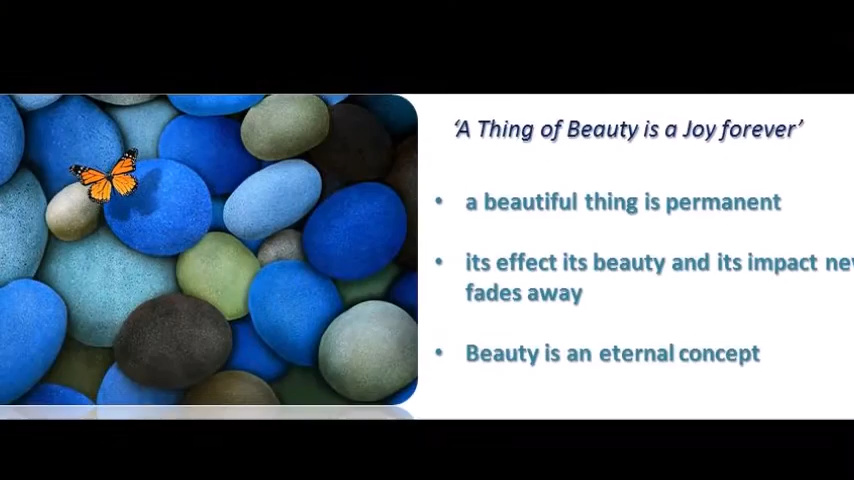 ‘A Thing of Beauty is a Joy forever’
• a beautiful thing is permanent
• its effect its beauty and its impact
fades away
• Beauty is an eternal concept